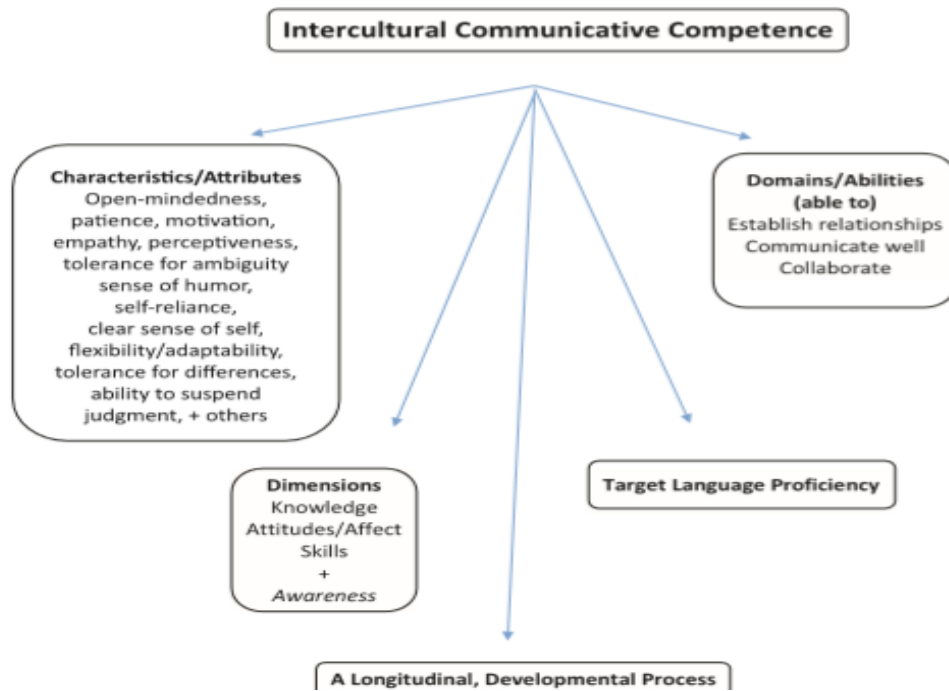 Intercultural Communicative Competence
Characteristics/Attributes
Open-mindedness,
patience, motivation,
empathy, perceptiveness,
tolerance for ambiguity
sense of humor,
self-reliance,
clear sense of self,
flexibility/adaptability,
tolerance for differences,
ability to suspend
judgment, + others
Domains/Abilities
(able to)
Establish relationships
Communicate well
Collaborate
Dimensions
Knowledge
Attitudes/Affect
Skills
+
Awareness
Target Language Proficiency
A Longitudinal, Developmental Process